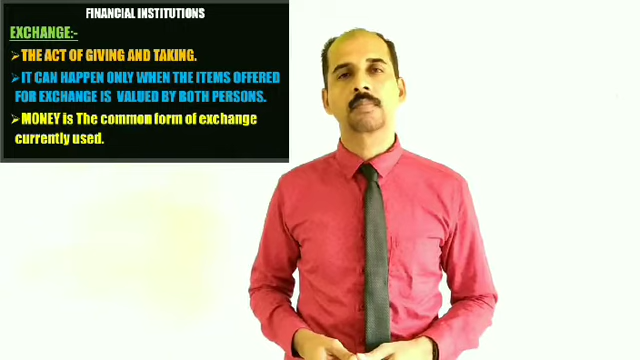 FINANCIAL INSTITUTIONS
EXCHANGE:-
➢THE ACT OF GIVING AND TAKING.
➢IT CAN HAPPEN ONLY WHEN THE ITEMS OFFERED
FOR EXCHANGE IS VALUED BY BOTH PERSONS.
➢MONEY is The common form of exchange
currently used.